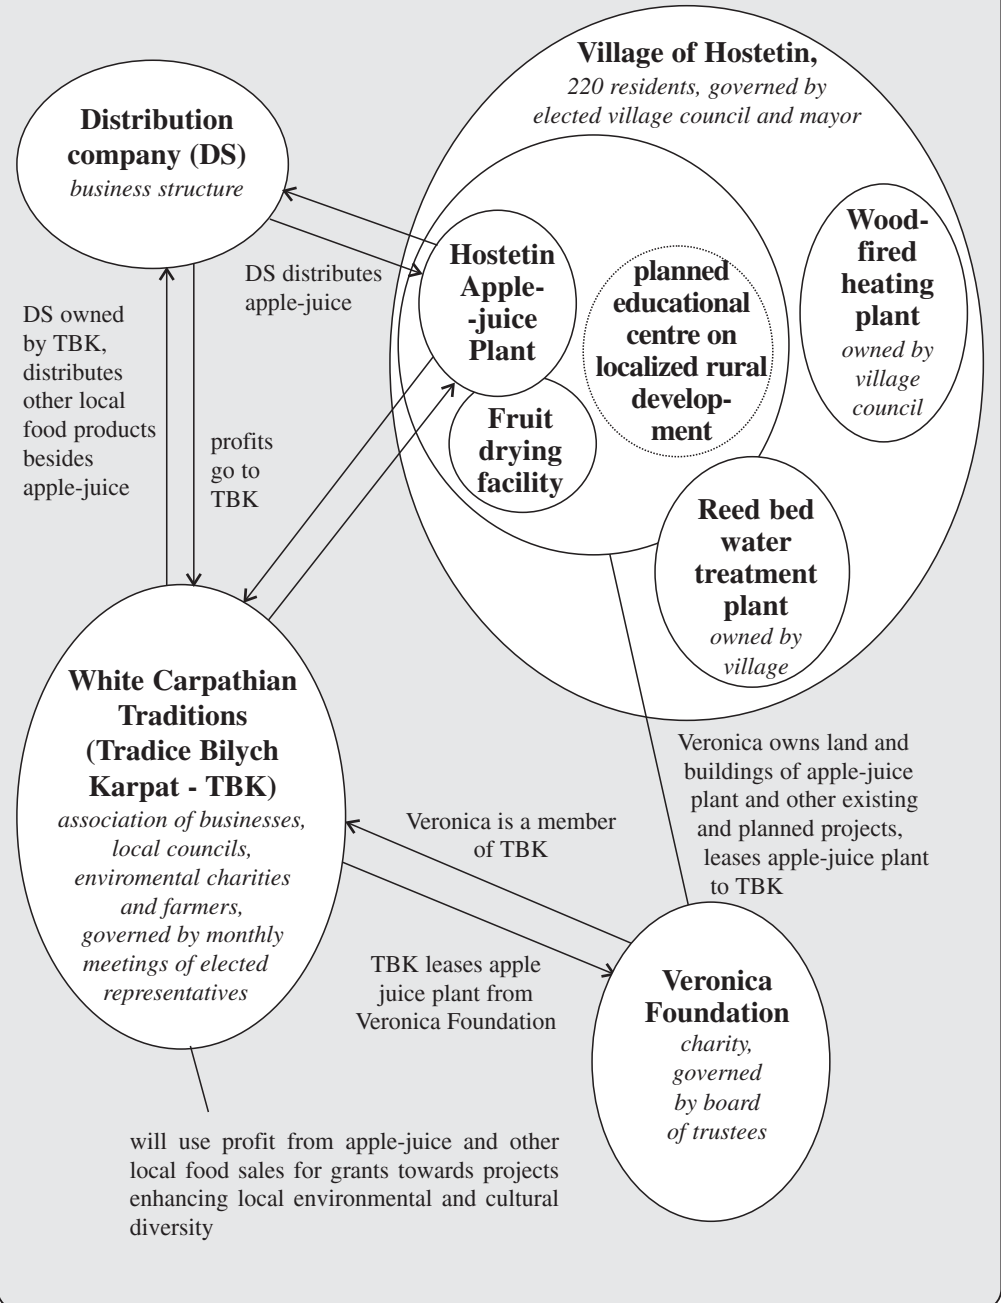 Village of Hostetin,
220 residents, governed by
elected village council and mayor
Distribution
company (DS)
business structure
Hostetin
Apple-
-juice
Plant
planned
educational
centre on
localized rural
develop-
ment
Wood-
fired
heating
plant
owned by
village
council
DS distributes
apple-juice
DS owned
by TBK,
distributes
other local
food products
besides
apple-juice
profits
go to
TBK
Fruit
drying
facility
Reed bed
water
treatment
plant
owned by
village
White Carpathian
Traditions
(Tradice Bilych
Karpat - TBK)
association of businesses,
local councils,
enviromental charities
and farmers,
governed by monthly
meetings of elected
representatives
Veronica owns land and
buildings of apple-juice
plant and other existing
and planned projects,
leases apple-juice plant
to TBK
Veronica is a member
of TBK
TBK leases apple
juice plant from
Veronica Foundation
Veronica
Foundation
charity,
governed
by board
of trustees
will use profit from apple-juice and other
local food sales for grants towards projects
enhancing local environmental and cultural
diversity